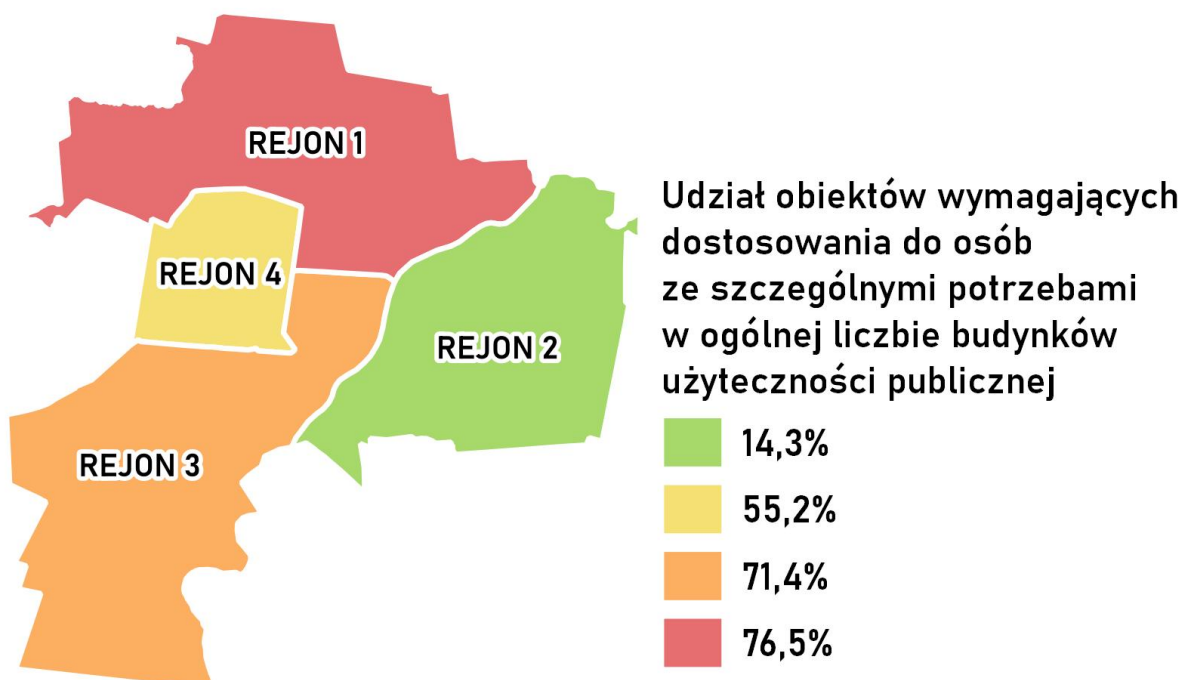 REJON 1
REJON 4
REJON 2
REJON 3
Udział obiektów wymagających
dostosowania do osób
ze szczególnymi potrzebami
w ogólnej liczbie budynków
użyteczności publicznej
14,3%
55,2%
71,4%
76,5%